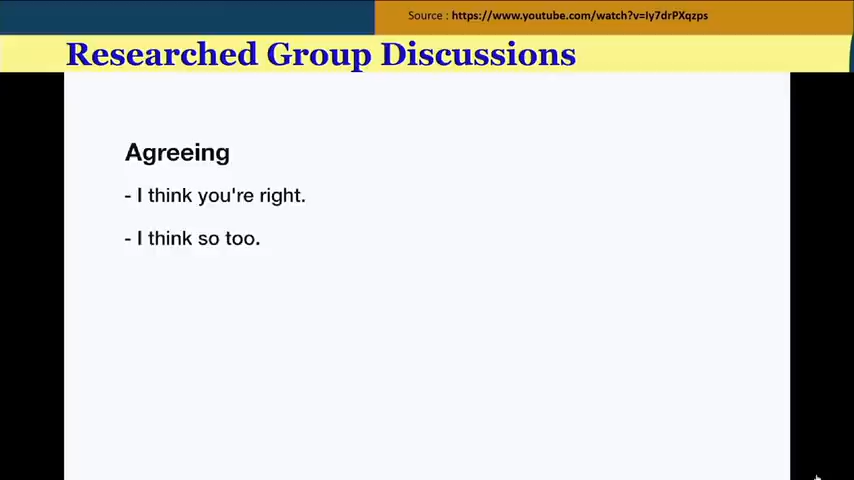 Source : https://www.youtube.com/watch?v=Iy7drPXqzps
Researched Group Discussions
Agreeing
- I think you're right.
- I think so too.